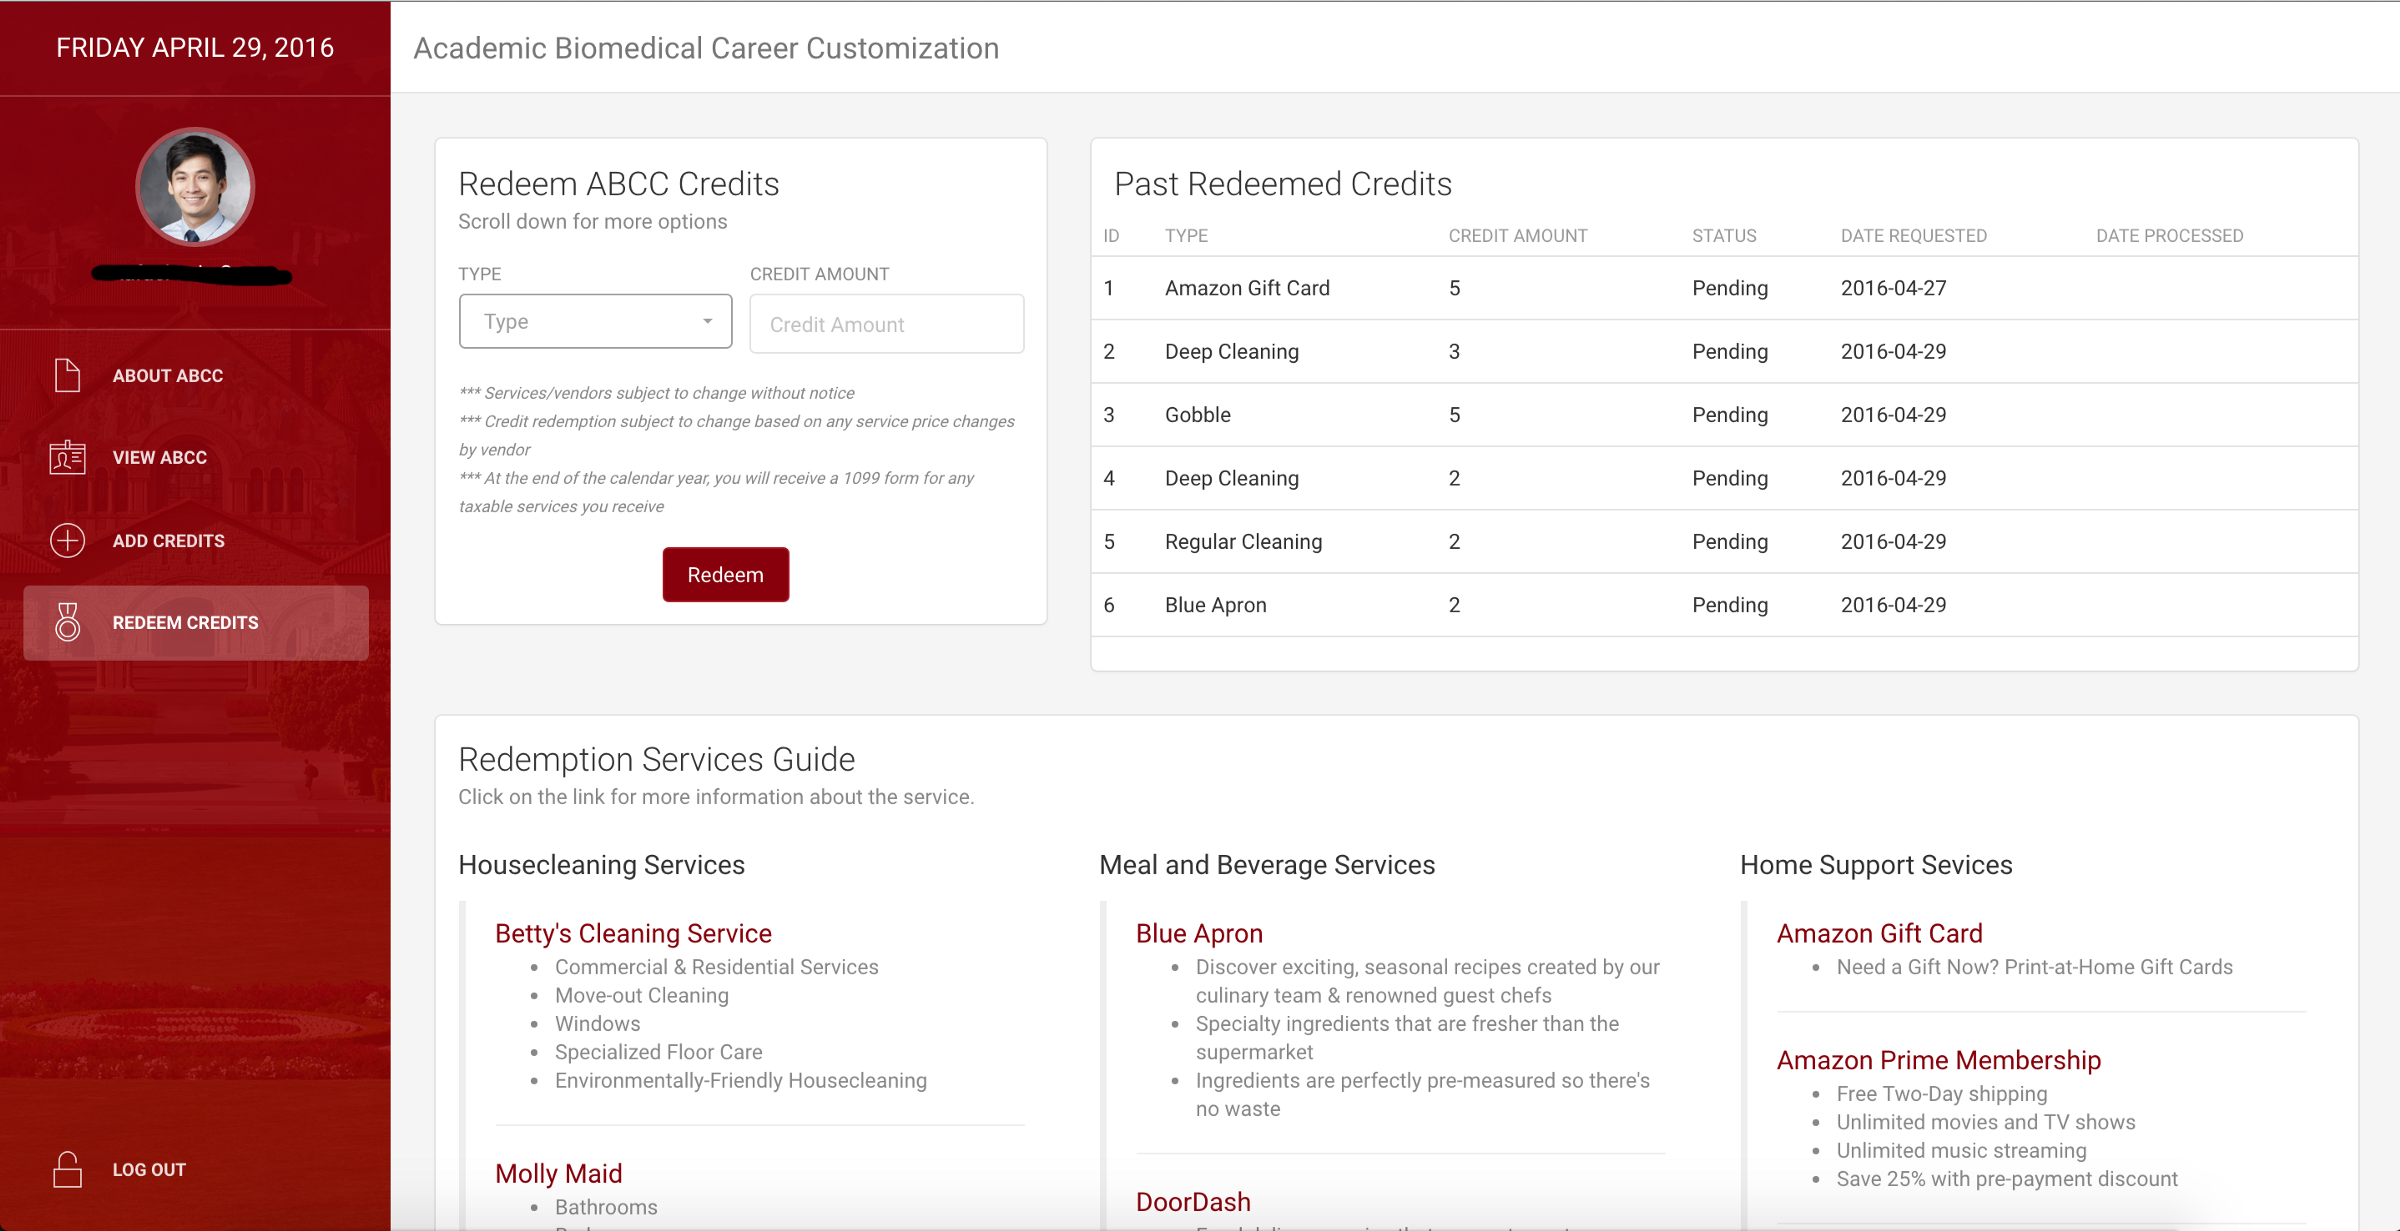 FRIDAY APRIL 29, 2016
ABOUT ABCC
VIEW ABCC
ADD CREDITS
REDEEM CREDITS
LOG OUT
Academic Biomedical Career Customization
Redeem ABCC Credits
Scroll down for more options
TYPE CREDIT AMOUNT
Type Credit Amount
*** Services/vendors subject to change without notice
*** Credit redemption subject to change based on any service price changes
by vendor
*** At the end of the calendar year, you will receive a 1099 form for any
taxable services you receive
Redeem
Past Redeemed Credits
ID TYPE CREDIT AMOUNT STATUS DATE REQUESTED DATE PROCESSED
1 Amazon Gift Card 5 Pending 2016-04-27
2 Deep Cleaning 3 Pending 2016-04-29
3 Gobble 5 Pending 2016-04-29
4 Deep Cleaning 2 Pending 2016-04-29
5 Regular Cleaning 2 Pending 2016-04-29
6 Blue Apron 2 Pending 2016-04-29
Redemption Services Guide
Click on the link for more information about the service.
Housecleaning Services
Betty's Cleaning Service
• Commercial & Residential Services
• Move-out Cleaning
• Windows
• Specialized Floor Care
• Environmentally-Friendly Housecleaning
Molly Maid
• Bathrooms
Meal and Beverage Services
Blue Apron
• Discover exciting, seasonal recipes created by our
culinary team & renowned guest chefs
• Specialty ingredients that are fresher than the
supermarket
• Ingredients are perfectly pre-measured so there's
no waste
DoorDash
Home Support Sevices
Amazon Gift Card
• Need a Gift Now? Print-at-Home Gift Cards
Amazon Prime Membership
• Free Two-Day shipping
• Unlimited movies and TV shows
• Unlimited music streaming
• Save 25% with pre-payment discount